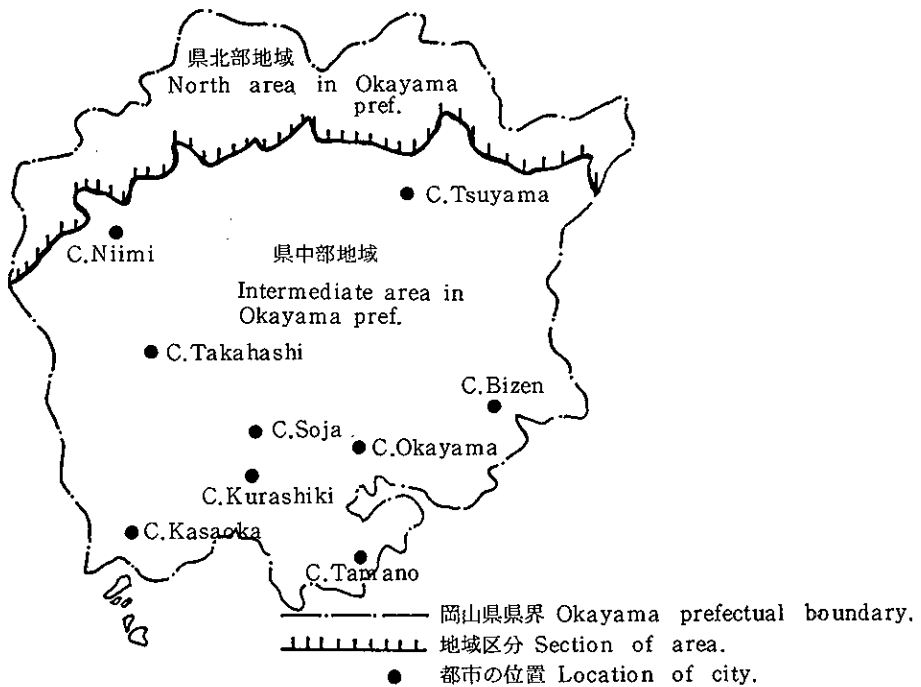 県北部地域
North area in Okayama
pref.
C.Tsuyama
C.Niimi
県中部地域
Intermediate area in
Okayama pref.
C.Takahashi
C.Bizen
C.Soja
C.Okayama
C.Kurashiki
C.Kasaoka
C.Tamano
岡山県県界 Okayama prefectual boundary.
地域区分 Section of area.
都市の位置 Location of city.